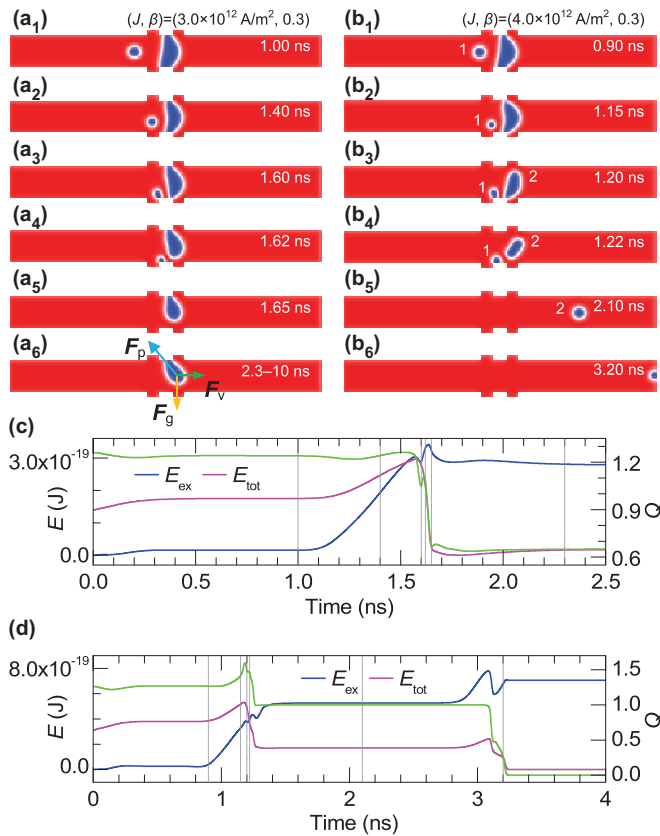 (a1) (J, β)=(3.0×10^12 A/m^2, 0.3)
1.00 ns
(a2)
1.40 ns
(a3)
1.60 ns
(a4)
1.62 ns
(a5)
1.65 ns
(a6)
Fp
Fv
Fg
2.3–10 ns
(b1) (J, β)=(4.0×10^12 A/m^2, 0.3)
1 0.90 ns
(b2)
1 1.15 ns
(b3)
1 2 1.20 ns
(b4)
1 2 1.22 ns
(b5)
2 2.10 ns
(b6)
3.20 ns
(c)
3.0x10^-19
0.0
E (J)
Eex Etot
1.2
0.9
0.6
Q
0.0 0.5 1.0 1.5 2.0 2.5
Time (ns)
(d)
8.0x10^-19
0.0
E (J)
Eex Etot
1.5
1.0
0.5
0.0
Q
0 1 2 3 4
Time (ns)